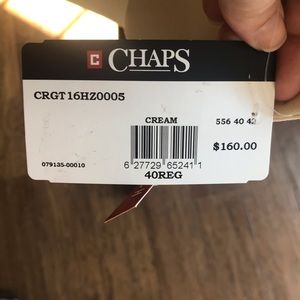 C CHAPS
CRGT16HZ0005
CREAM 556 40 42
$160.00
6 27729 65241 1
079135-00010
40REG